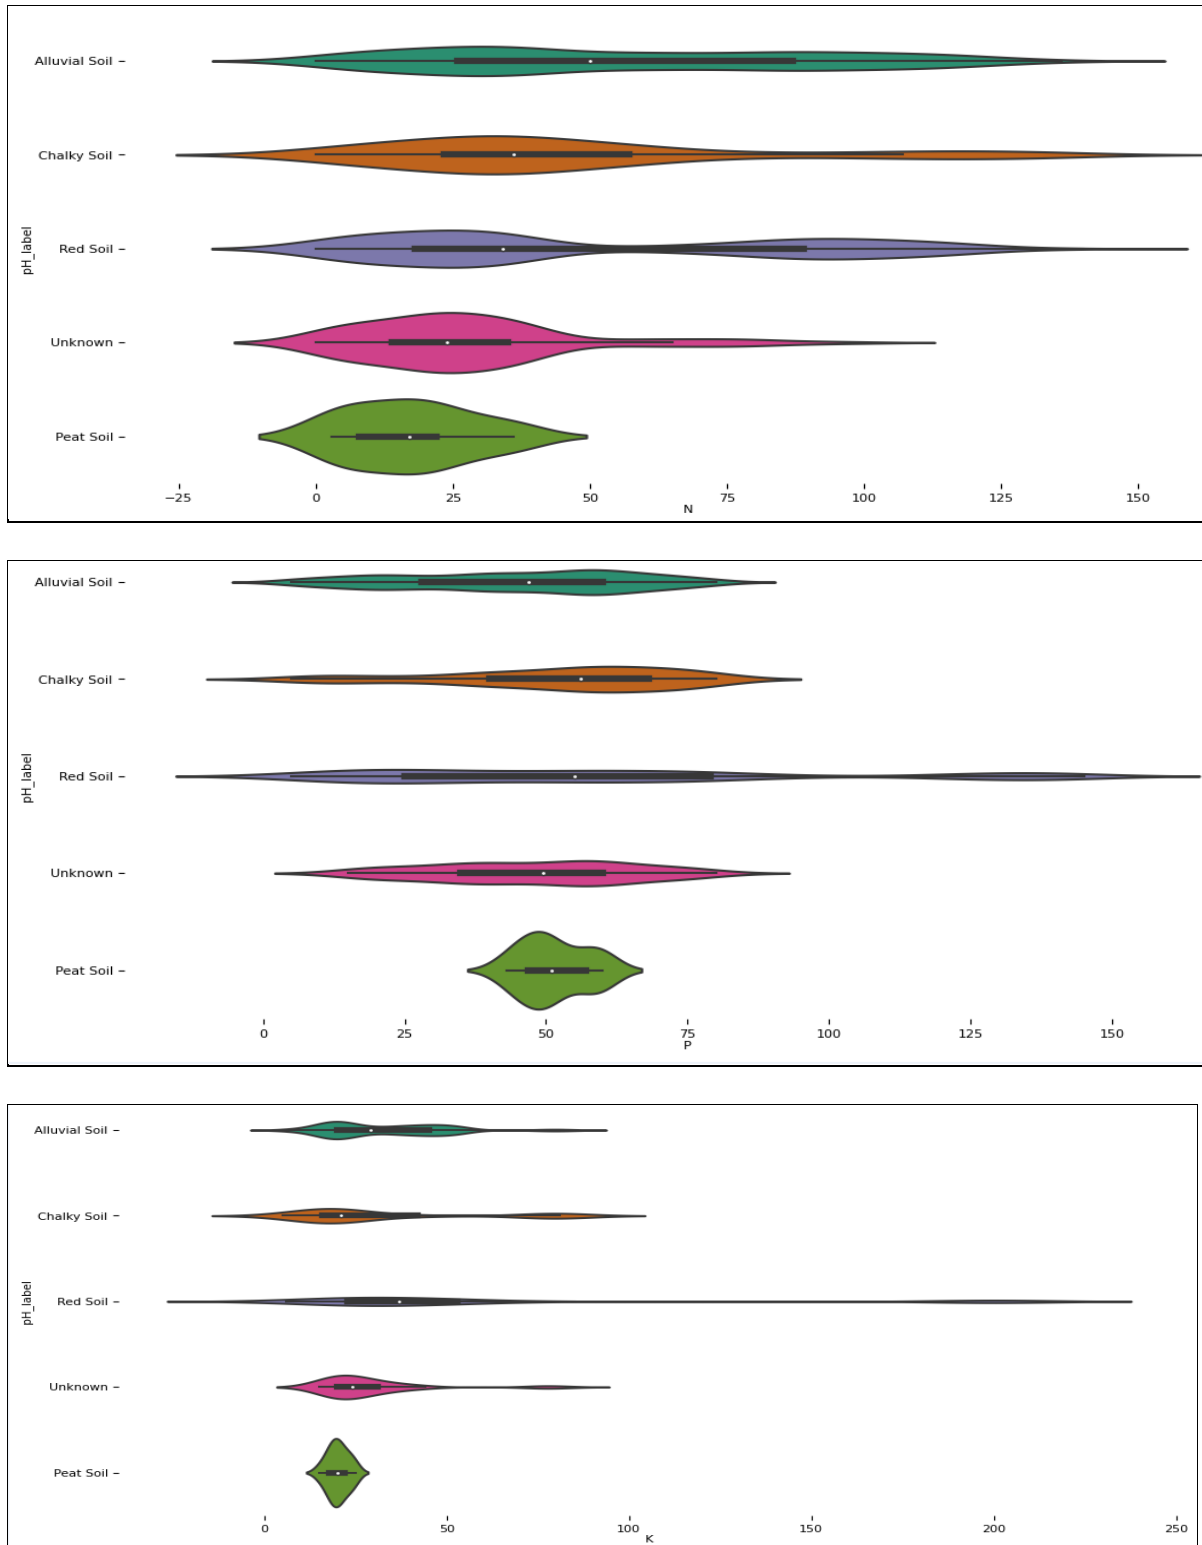 Alluvial Soil
Chalky Soil
pH_label
Red Soil
Unknown
Peat Soil
−25 0 25 50 75 100 125 150
N
Alluvial Soil
Chalky Soil
pH_label
Red Soil
Unknown
Peat Soil
0 25 50 75 100 125 150
P
Alluvial Soil
Chalky Soil
pH_label
Red Soil
Unknown
Peat Soil
0 50 100 150 200 250
K